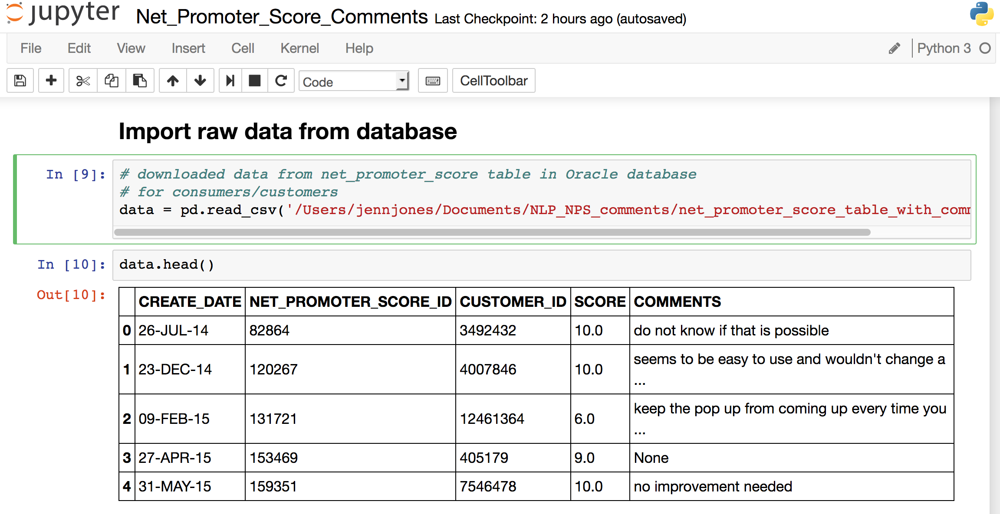 jupyter Net_Promoter_Score_Comments Last Checkpoint: 2 hours ago (autosaved)
File Edit View Insert Cell Kernel Help Python 3
Code CellToolbar
Import raw data from database
In [9]: # downloaded data from net_promoter_score table in Oracle database
# for consumers/customers
data = pd.read_csv('/Users/jennjones/Documents/NLP_NPS_comments/net_promoter_score_table_with_com
In [10]: data.head()
Out[10]:
CREATE_DATE NET_PROMOTER_SCORE_ID CUSTOMER_ID SCORE COMMENTS
0 26-JUL-14 82864 3492432 10.0 do not know if that is possible
1 23-DEC-14 120267 4007846 10.0 seems to be easy to use and wouldn't change a
...
2 09-FEB-15 131721 12461364 6.0 keep the pop up from coming up every time you
...
3 27-APR-15 153469 405179 9.0 None
4 31-MAY-15 159351 7546478 10.0 no improvement needed